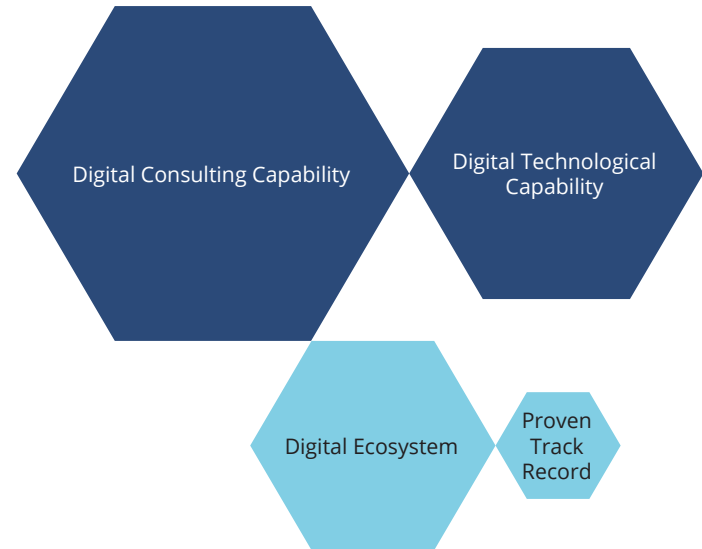 Digital Consulting Capability
Digital Technological
Capability
Digital Ecosystem
Proven
Track
Record